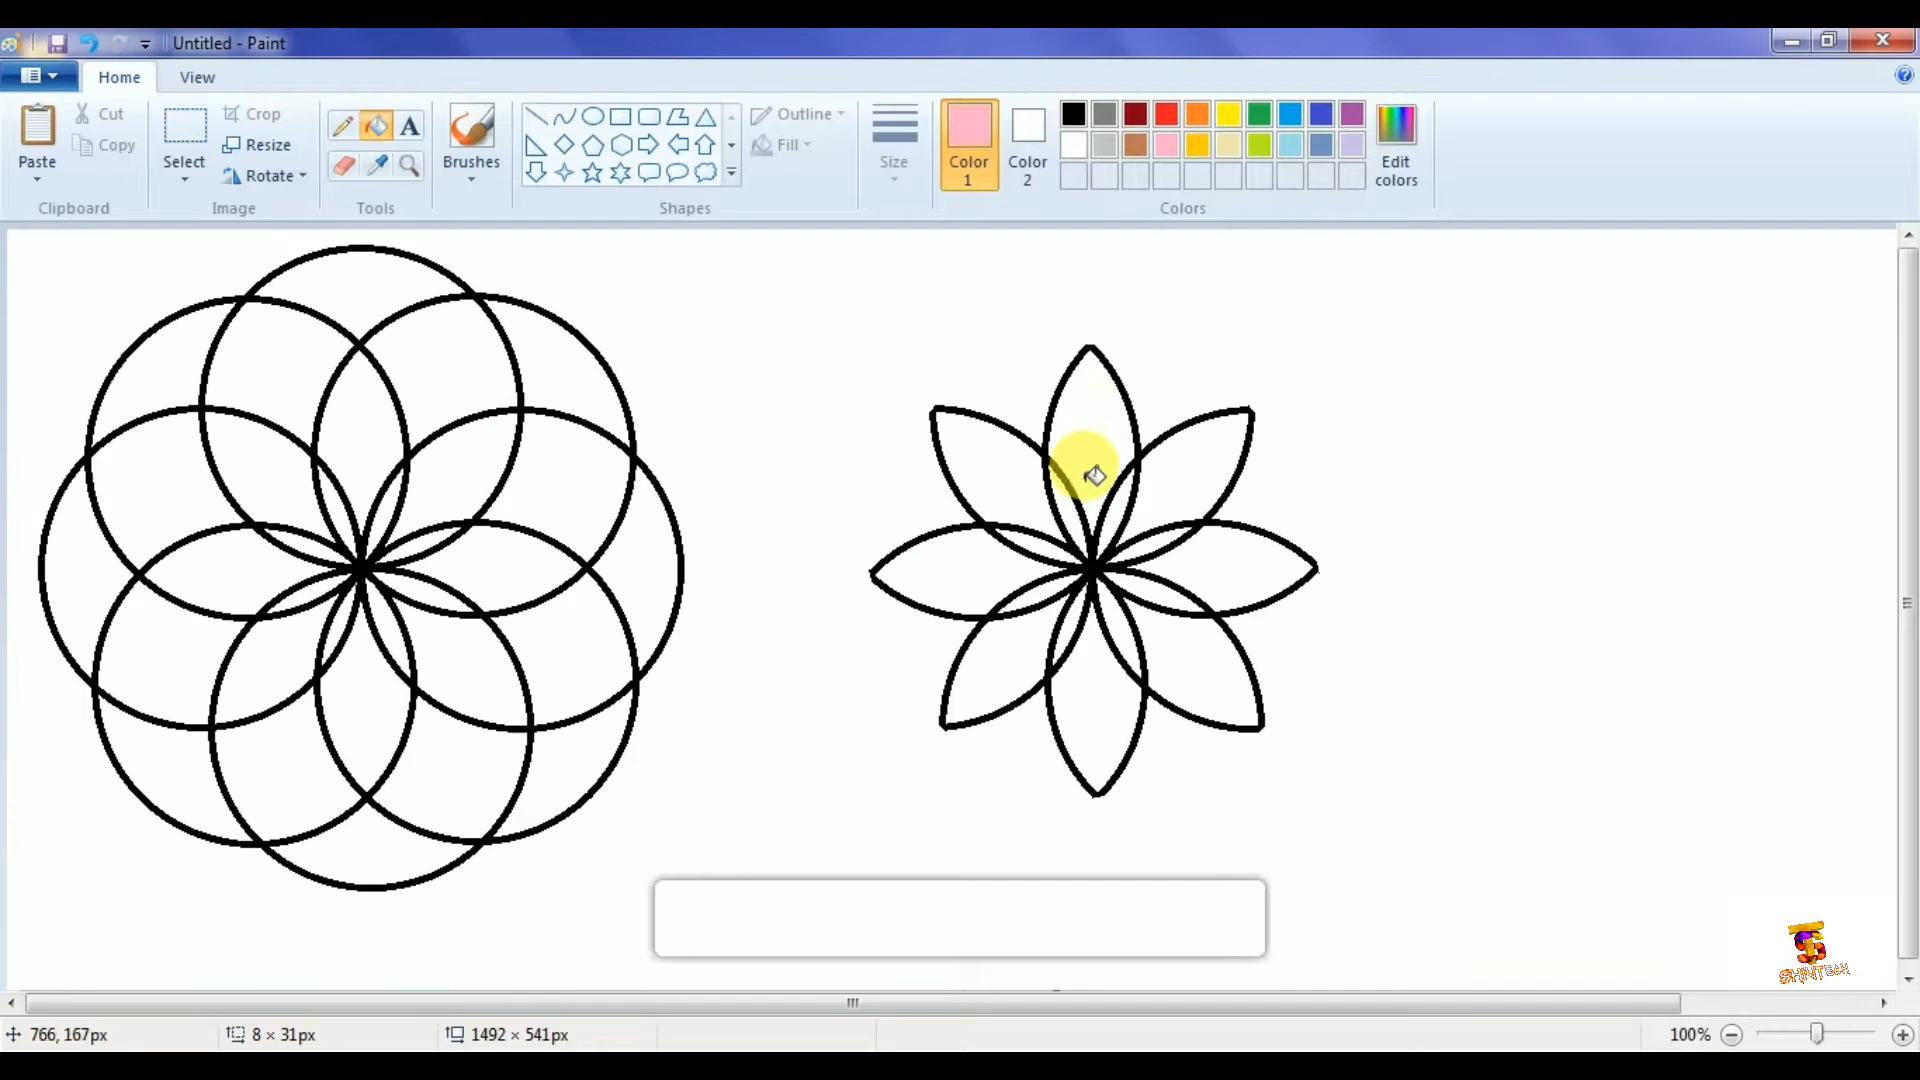 Untitled - Paint
Home View
Cut
Copy
Paste
Clipboard
Select
Crop
Resize
Rotate
Image
A
Tools
Brushes
Shapes
Outline
Fill
Size
Color 1
Color 2
Edit colors
Colors
SHIVTECH
766, 167px
8 × 31px
1492 × 541px
100%